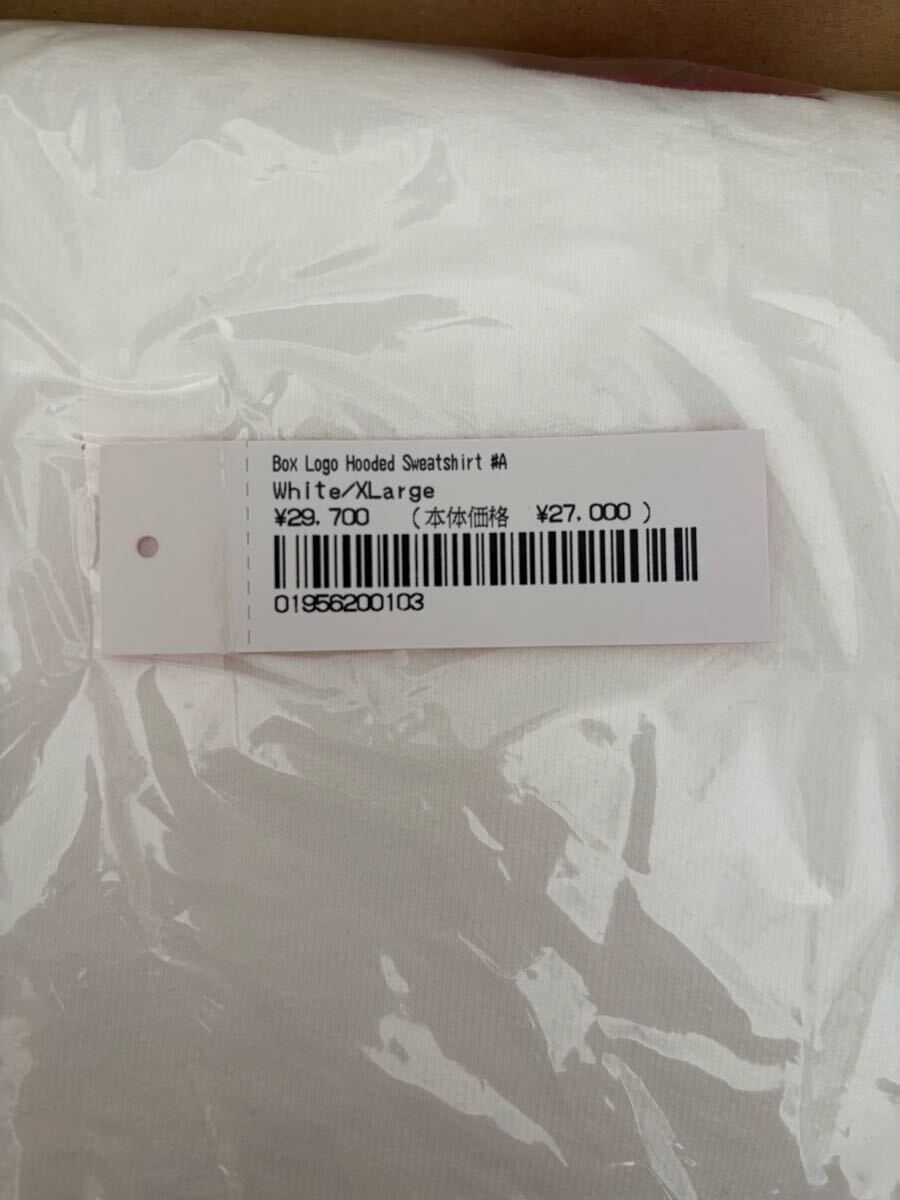 Box Logo Hooded Sweatshirt #A
White/XLarge
¥29,700 (本体価格 ¥27,000 )
01956200103